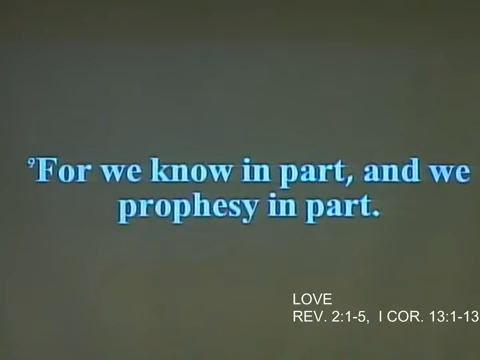 ⁹For we know in part, and we
prophesy in part.
LOVE
REV. 2:1-5, I COR. 13:1-13